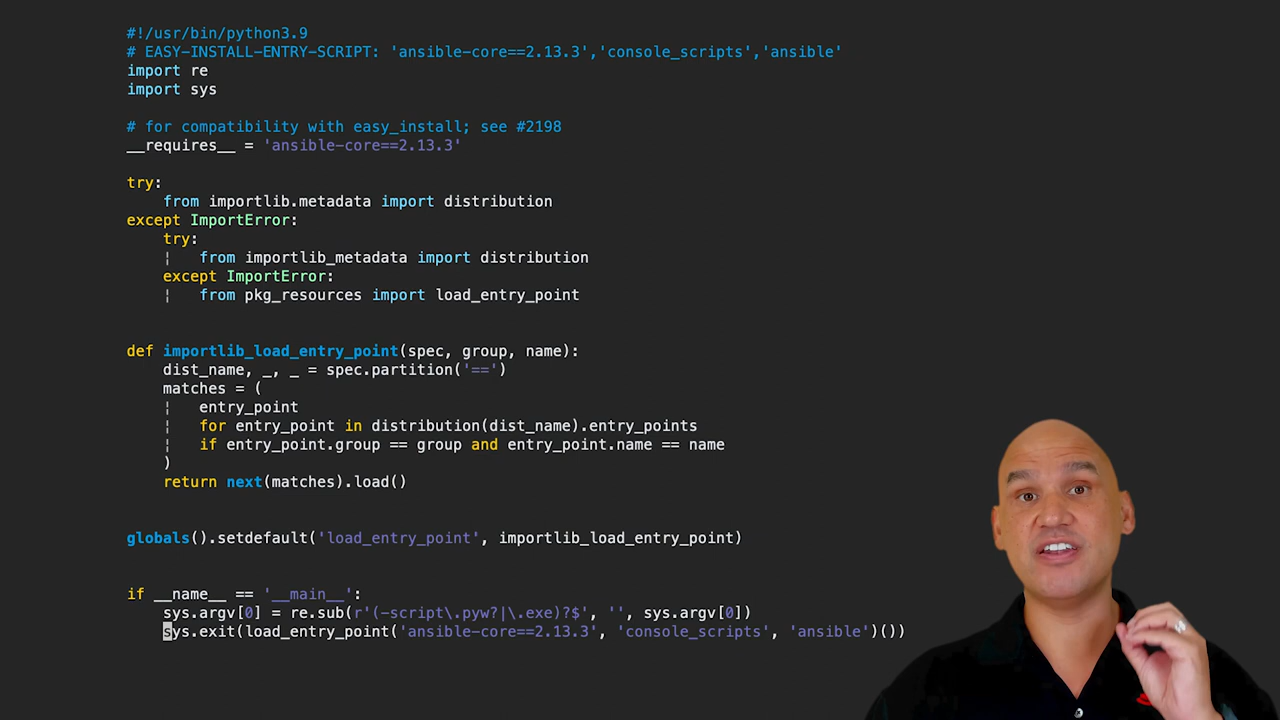 #!/usr/bin/python3.9
# EASY-INSTALL-ENTRY-SCRIPT: 'ansible-core==2.13.3','console_scripts','ansible'
import re
import sys
# for compatibility with easy_install; see #2198
__requires__ = 'ansible-core==2.13.3'
try:
    from importlib.metadata import distribution
except ImportError:
    try:
    ¦   from importlib_metadata import distribution
    except ImportError:
    ¦   from pkg_resources import load_entry_point
def importlib_load_entry_point(spec, group, name):
    dist_name, _, _ = spec.partition('==')
    matches = (
    ¦   entry_point
    ¦   for entry_point in distribution(dist_name).entry_points
    ¦   if entry_point.group == group and entry_point.name == name
    )
    return next(matches).load()
globals().setdefault('load_entry_point', importlib_load_entry_point)
if __name__ == '__main__':
    sys.argv[0] = re.sub(r'(-script\.pyw?|\.exe)?$', '', sys.argv[0])
    sys.exit(load_entry_point('ansible-core==2.13.3', 'console_scripts', 'ansible')())